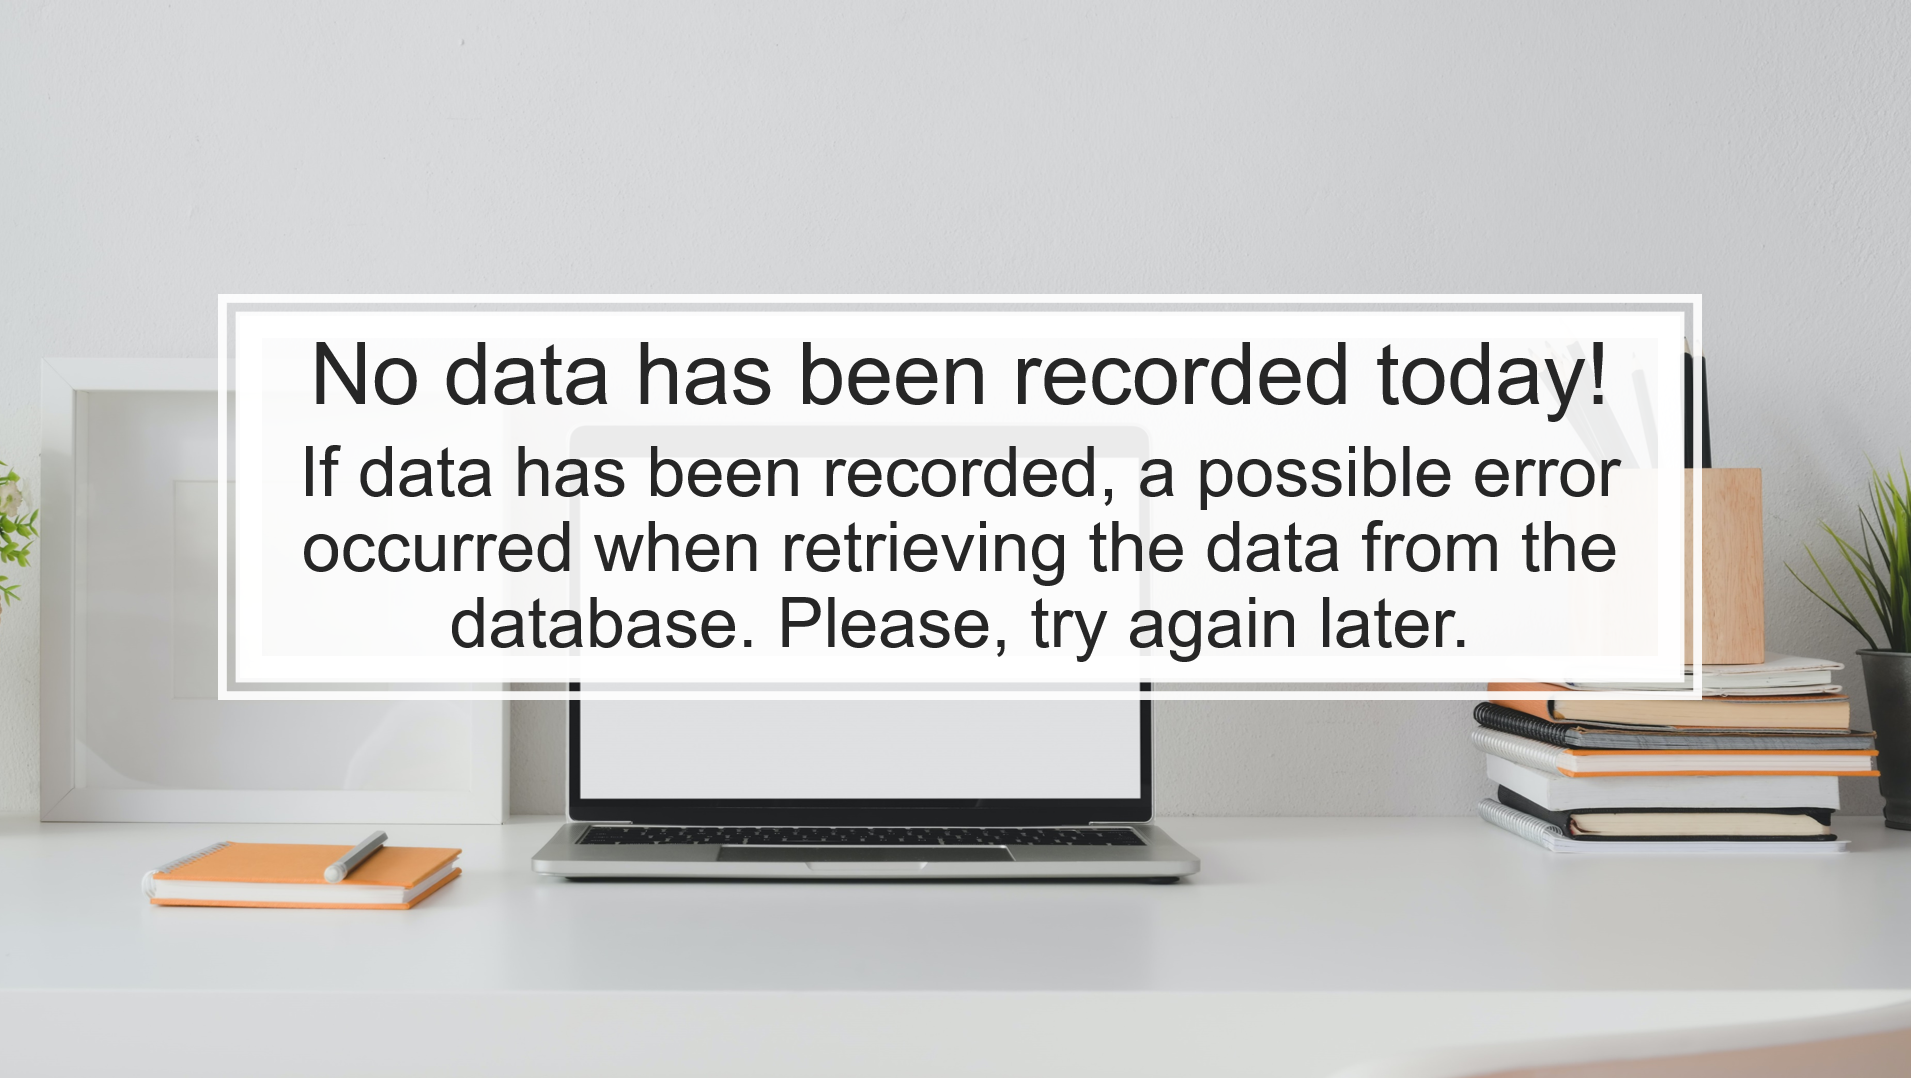 No data has been recorded today!
If data has been recorded, a possible error
occurred when retrieving the data from the
database. Please, try again later.